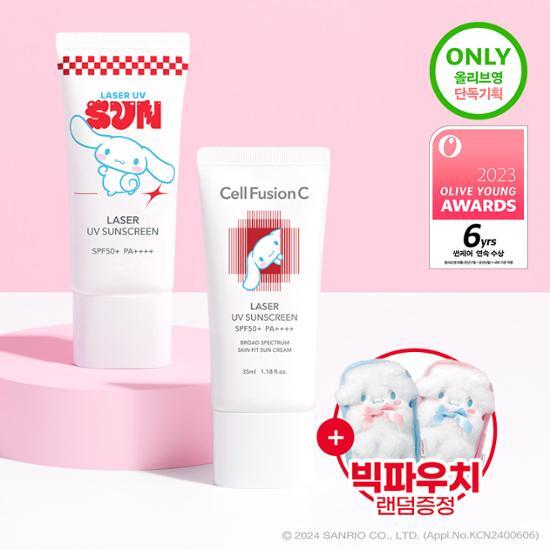 LASER UV
SUN
LASER
UV SUNSCREEN
SPF50+ PA++++
Cell Fusion C
LASER
UV SUNSCREEN
SPF50+ PA++++
BROAD SPECTRUM
SKIN FIT SUN CREAM
35ml 1.18 fl.oz.
ONLY
올리브영
단독기획
2023
OLIVE YOUNG
AWARDS
6yrs
썬케어 연속 수상
+
빅파우치
랜덤증정
© 2024 SANRIO CO., LTD. (Appl.No.KCN2400606)